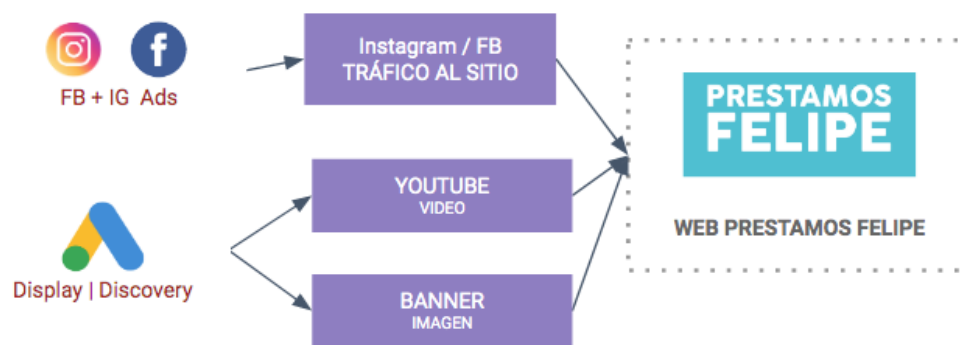 FB + IG Ads
Instagram / FB
TRÁFICO AL SITIO
YOUTUBE
VIDEO
Display | Discovery
BANNER
IMAGEN
PRESTAMOS
FELIPE
WEB PRESTAMOS FELIPE